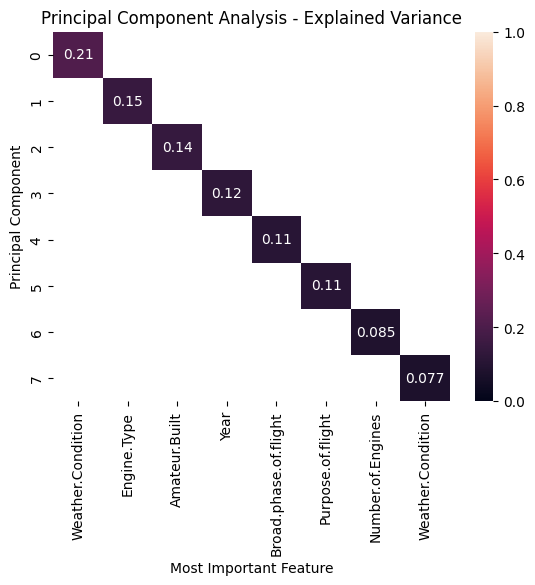 Principal Component Analysis - Explained Variance
Principal Component
0
1
2
3
4
5
6
7
0.21
0.15
0.14
0.12
0.11
0.11
0.085
0.077
1.0
0.8
0.6
0.4
0.2
0.0
Weather.Condition
Engine.Type
Amateur.Built
Year
Broad.phase.of.flight
Purpose.of.flight
Number.of.Engines
Weather.Condition
Most Important Feature